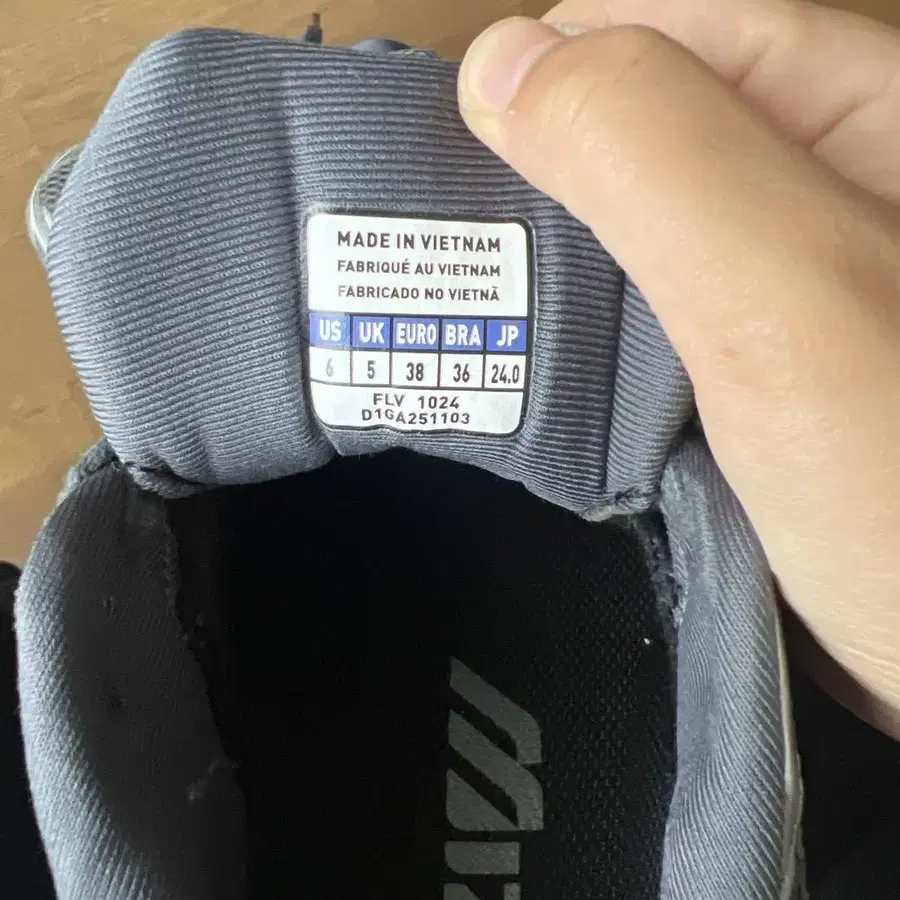 MADE IN VIETNAM
FABRIQUÉ AU VIETNAM
FABRICADO NO VIETNÃ
US UK EURO BRA JP
6 5 38 36 24.0
FLV 1024
D1GA251103